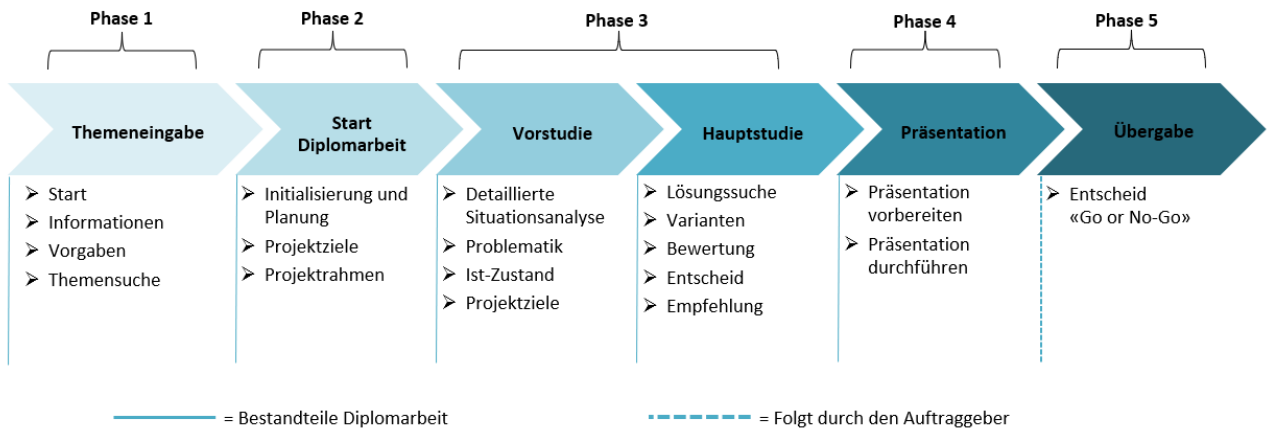 Phase 1
Phase 2
Phase 3
Phase 4
Phase 5
Themeneingabe
Start
Diplomarbeit
Vorstudie
Hauptstudie
Präsentation
Übergabe
Start
Informationen
Vorgaben
Themensuche
Initialisierung und
Planung
Projektziele
Projektrahmen
Detaillierte
Situationsanalyse
Problematik
Ist-Zustand
Projektziele
Lösungssuche
Varianten
Bewertung
Entscheid
Empfehlung
Präsentation
vorbereiten
Präsentation
durchführen
Entscheid
«Go or No-Go»
= Bestandteile Diplomarbeit
= Folgt durch den Auftraggeber